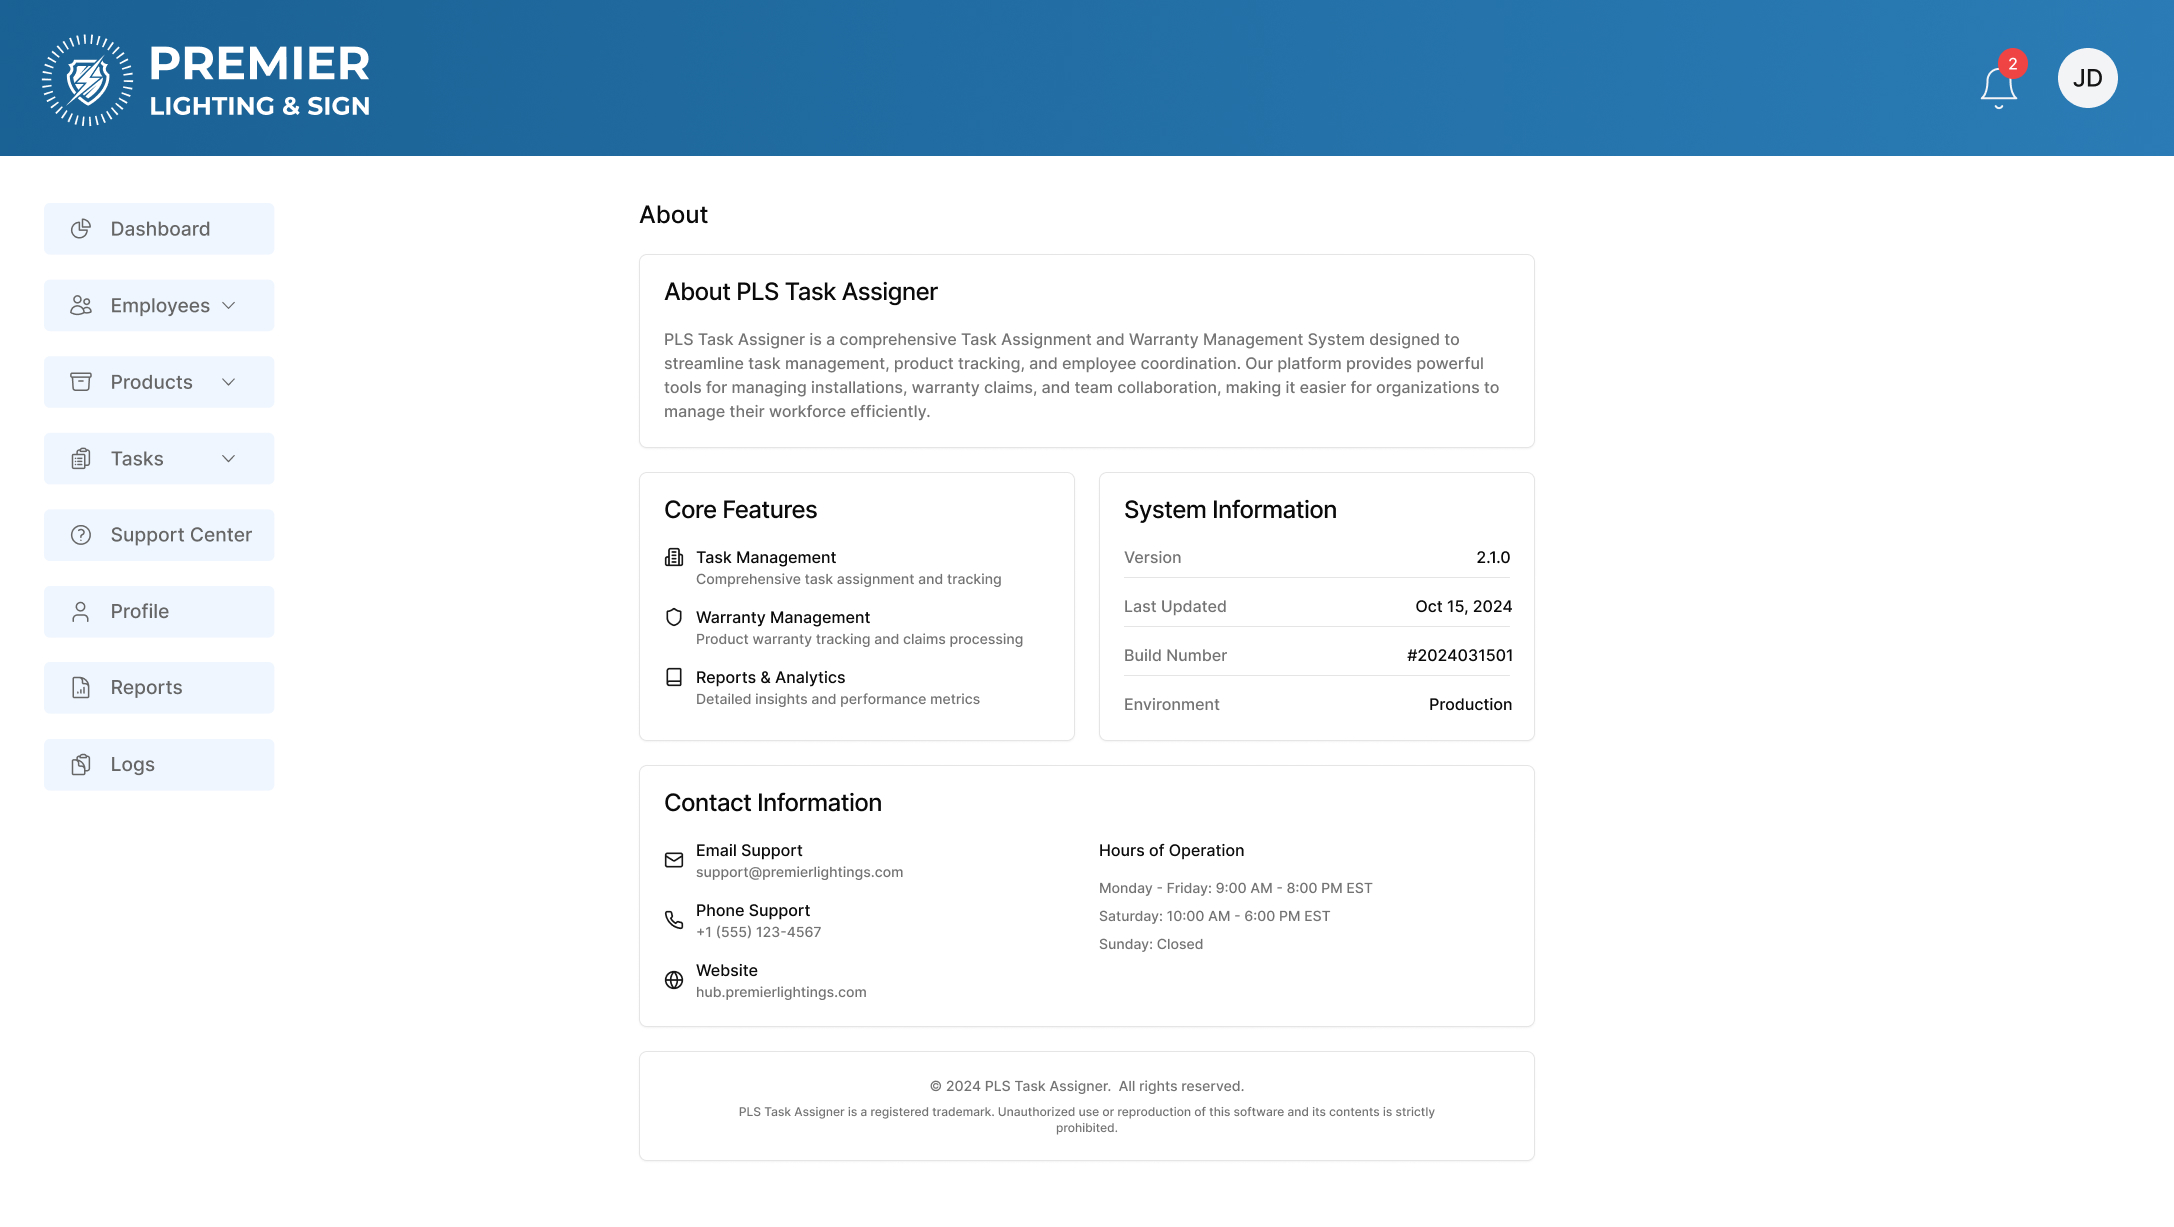 PREMIER
LIGHTING & SIGN
2
JD
Dashboard
Employees
Products
Tasks
Support Center
Profile
Reports
Logs
About
About PLS Task Assigner
PLS Task Assigner is a comprehensive Task Assignment and Warranty Management System designed to
streamline task management, product tracking, and employee coordination. Our platform provides powerful
tools for managing installations, warranty claims, and team collaboration, making it easier for organizations to
manage their workforce efficiently.
Core Features
Task Management
Comprehensive task assignment and tracking
Warranty Management
Product warranty tracking and claims processing
Reports & Analytics
Detailed insights and performance metrics
System Information
Version 2.1.0
Last Updated Oct 15, 2024
Build Number #2024031501
Environment Production
Contact Information
Email Support
support@premierlightings.com
Phone Support
+1 (555) 123-4567
Website
hub.premierlightings.com
Hours of Operation
Monday - Friday: 9:00 AM - 8:00 PM EST
Saturday: 10:00 AM - 6:00 PM EST
Sunday: Closed
© 2024 PLS Task Assigner. All rights reserved.
PLS Task Assigner is a registered trademark. Unauthorized use or reproduction of this software and its contents is strictly
prohibited.